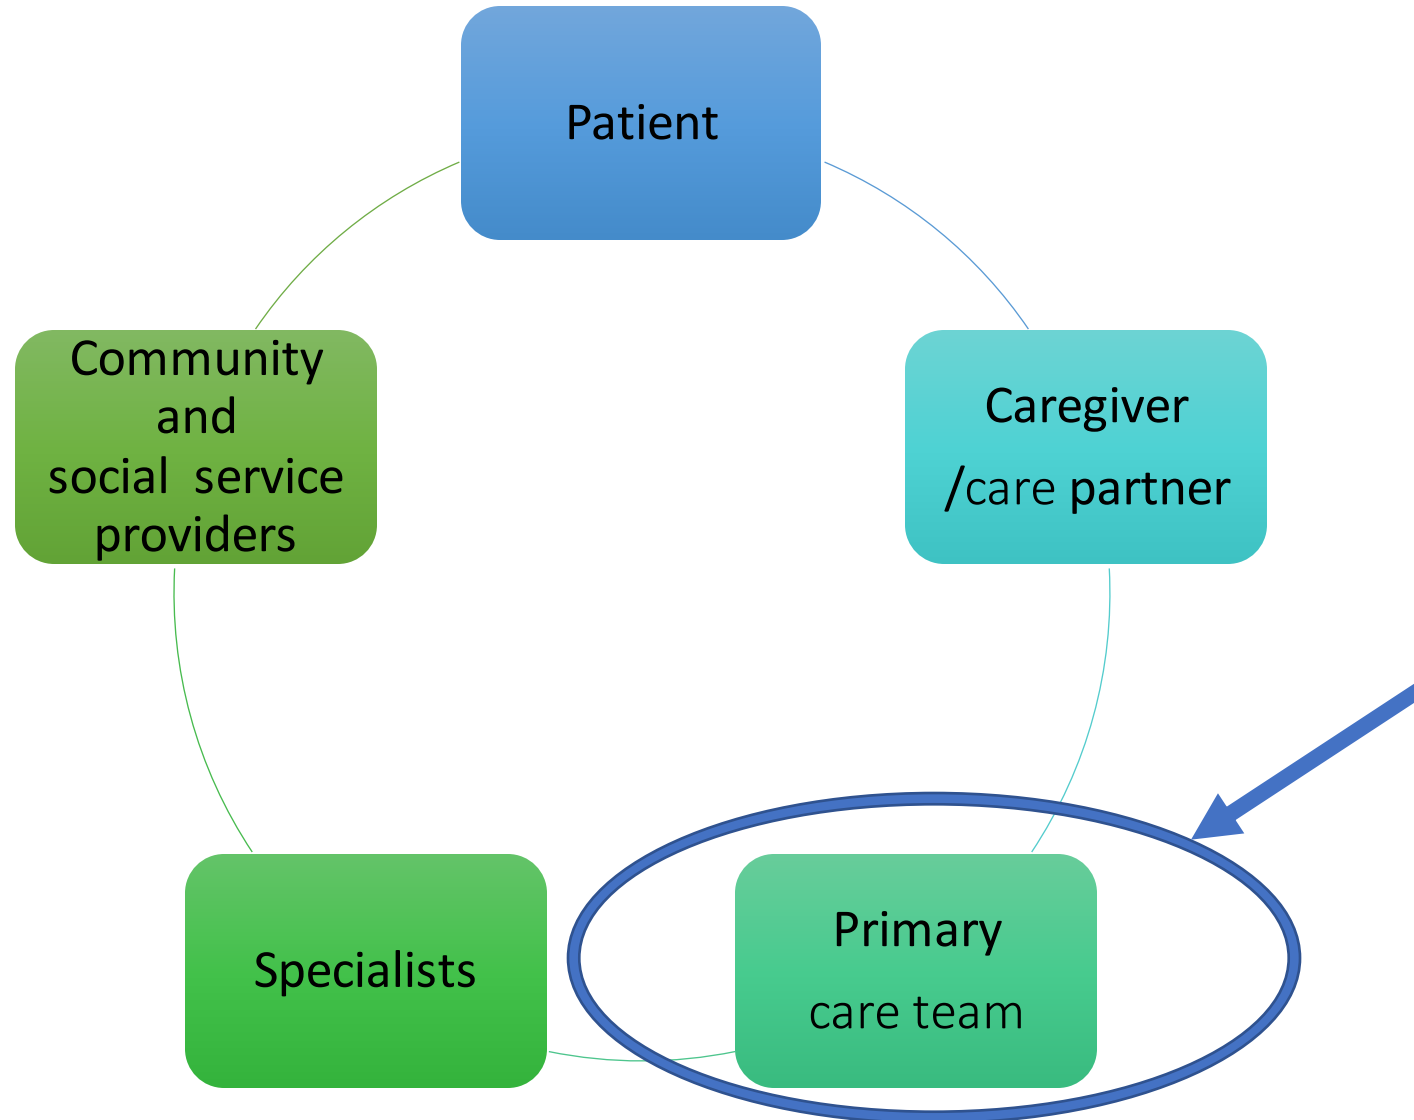 Patient
Community
and
social  service
providers
Caregiver
/care partner
Specialists
Primary
care team